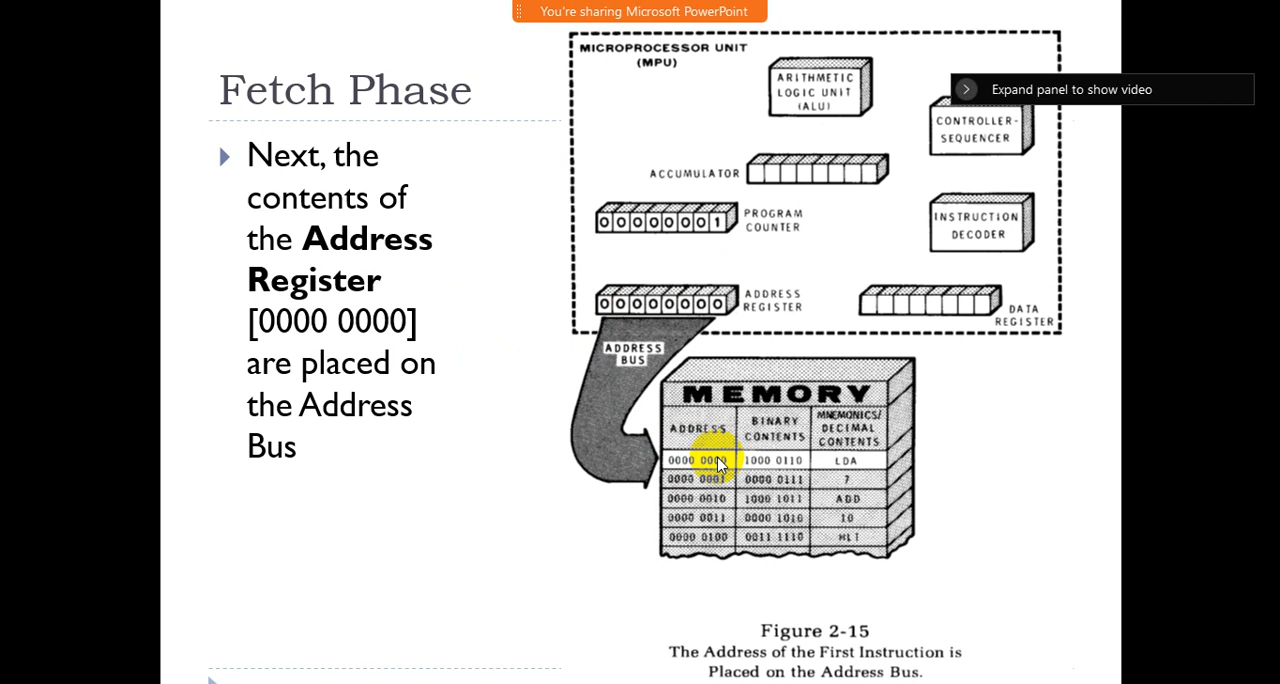 You're sharing Microsoft PowerPoint
Fetch Phase
Next, the
contents of
the Address
Register
[0000 0000]
are placed on
the Address
Bus
MICROPROCESSOR UNIT
(MPU)
ARITHMETIC
LOGIC UNIT
(ALU)
Expand panel to show video
CONTROLLER-
SEQUENCER
ACCUMULATOR
0 0 0 0 0 0 0 1
PROGRAM
COUNTER
INSTRUCTION
DECODER
0 0 0 0 0 0 0 0
ADDRESS
REGISTER
DATA
REGISTER
ADDRESS
BUS
MEMORY
ADDRESS
BINARY
CONTENTS
MNEMONICS/
DECIMAL
CONTENTS
0000 0000 1000 0110 LDA
0000 0001 0000 0111 7
0000 0010 1000 1011 ADD
0000 0011 0000 1010 10
0000 0100 0011 1110 HLT
Figure 2-15
The Address of the First Instruction is
Placed on the Address Bus.